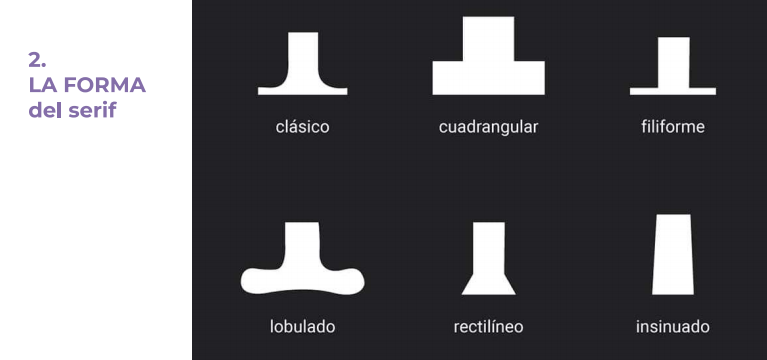 2.
LA FORMA
del serif
clásico
cuadrangular
filiforme
lobulado
rectilíneo
insinuado